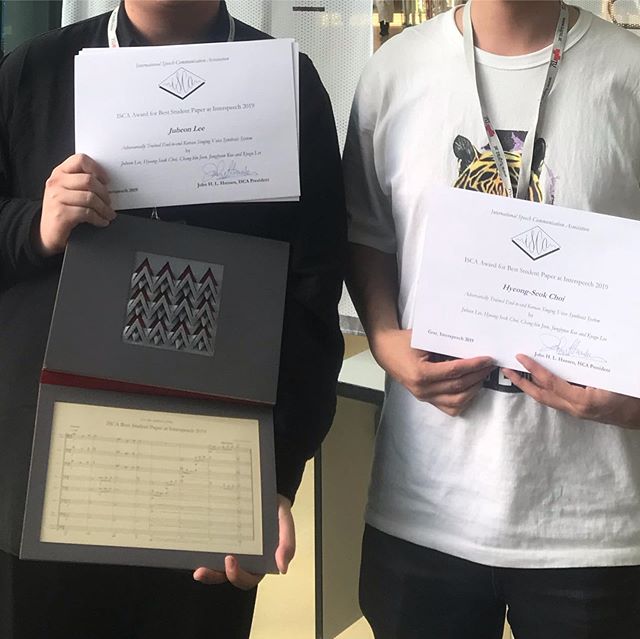 International Speech Communication Association
ISCA
ISCA Award for Best Student Paper at Interspeech 2019
Juheon Lee
Adversarially Trained End-to-end Korean Singing Voice Synthesis System
by
Juheon Lee, Hyeong-Seok Choi, Chang-bin Jeon, Junghyun Koo and Kyogu Lee
Interspeech 2019
John H. L. Hansen, ISCA President
International Speech Communication Association
ISCA
ISCA Award for Best Student Paper at Interspeech 2019
Hyeong-Seok Choi
Adversarially Trained End-to-end Korean Singing Voice Synthesis System
by
Juheon Lee, Hyeong-Seok Choi, Chang-bin Jeon, Junghyun Koo and Kyogu Lee
Graz, Interspeech 2019
John H. L. Hansen, ISCA President
ISCA Best Student Paper at Interspeech 2019